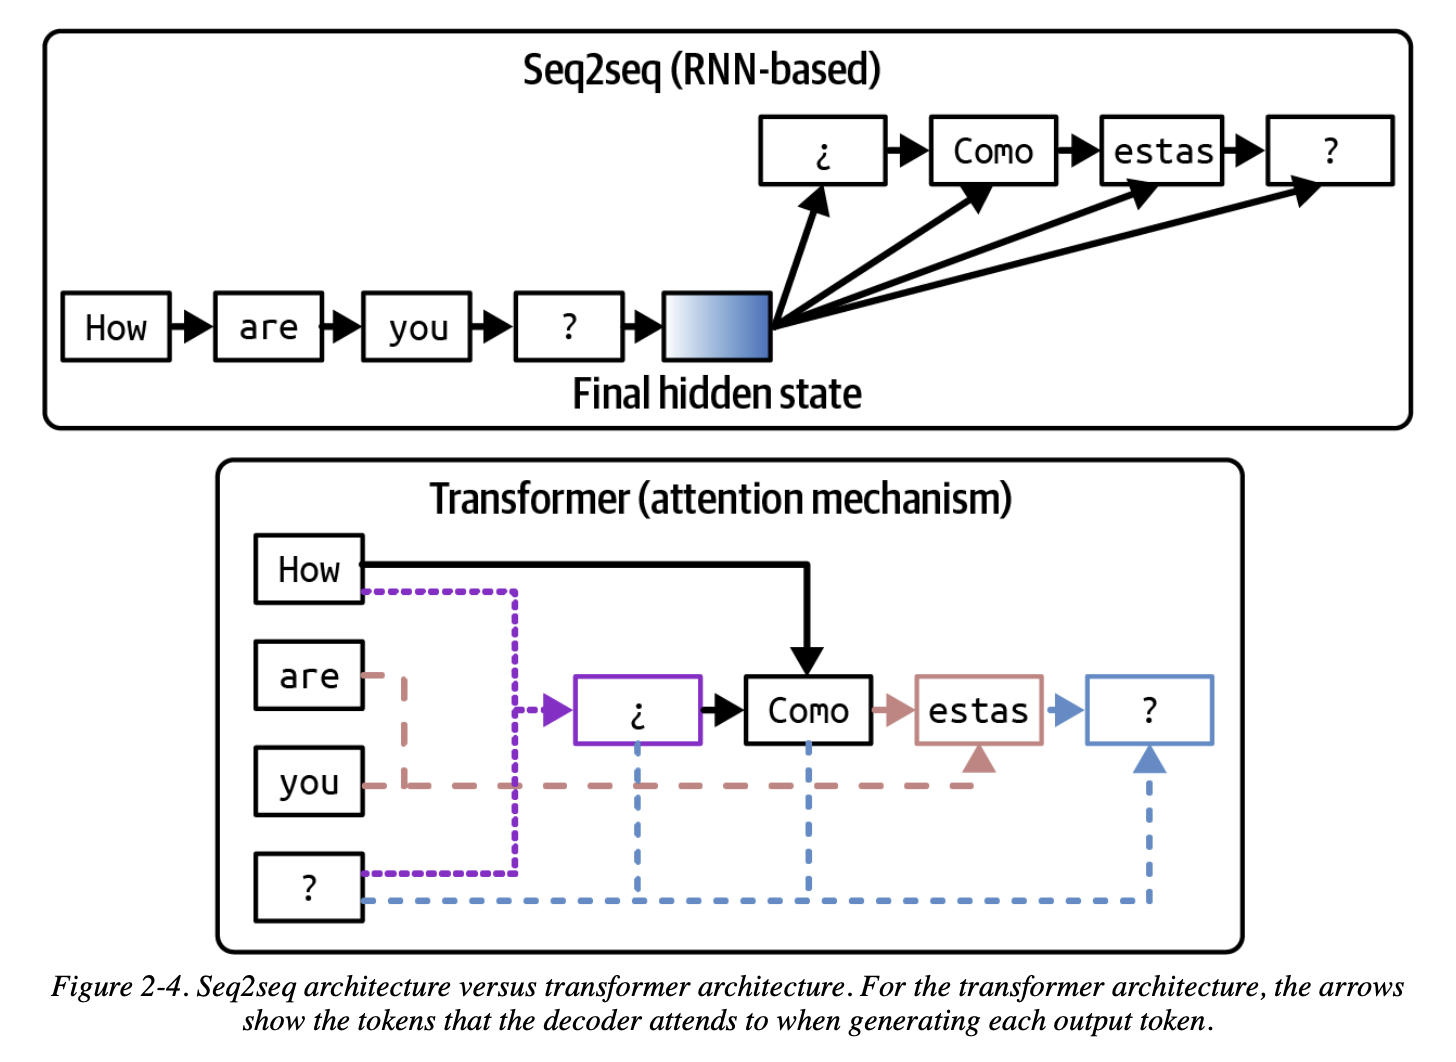 Seq2seq (RNN-based)
¿ Como estas ?
How are you ?
Final hidden state
Transformer (attention mechanism)
How
are
¿ Como estas ?
you
?
Figure 2-4. Seq2seq architecture versus transformer architecture. For the transformer architecture, the arrows
show the tokens that the decoder attends to when generating each output token.